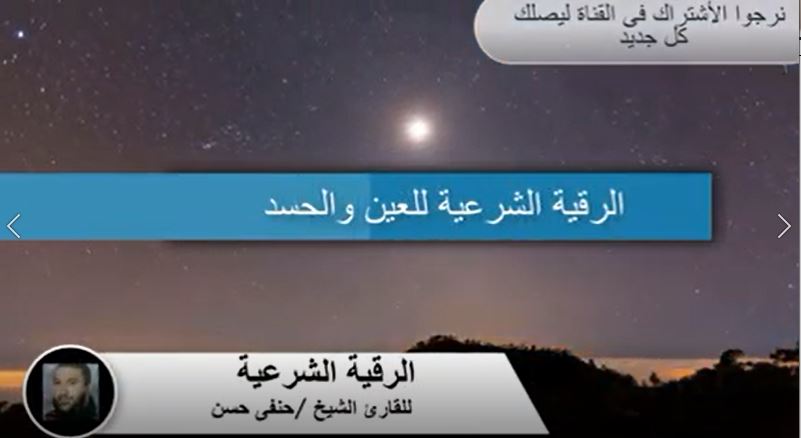 نرجوا الأشتراك فى القناة ليصلك
كل جديد
الرقية الشرعية للعين والحسد
الرقية الشرعية
للقارئ الشيخ /حنفى حسن